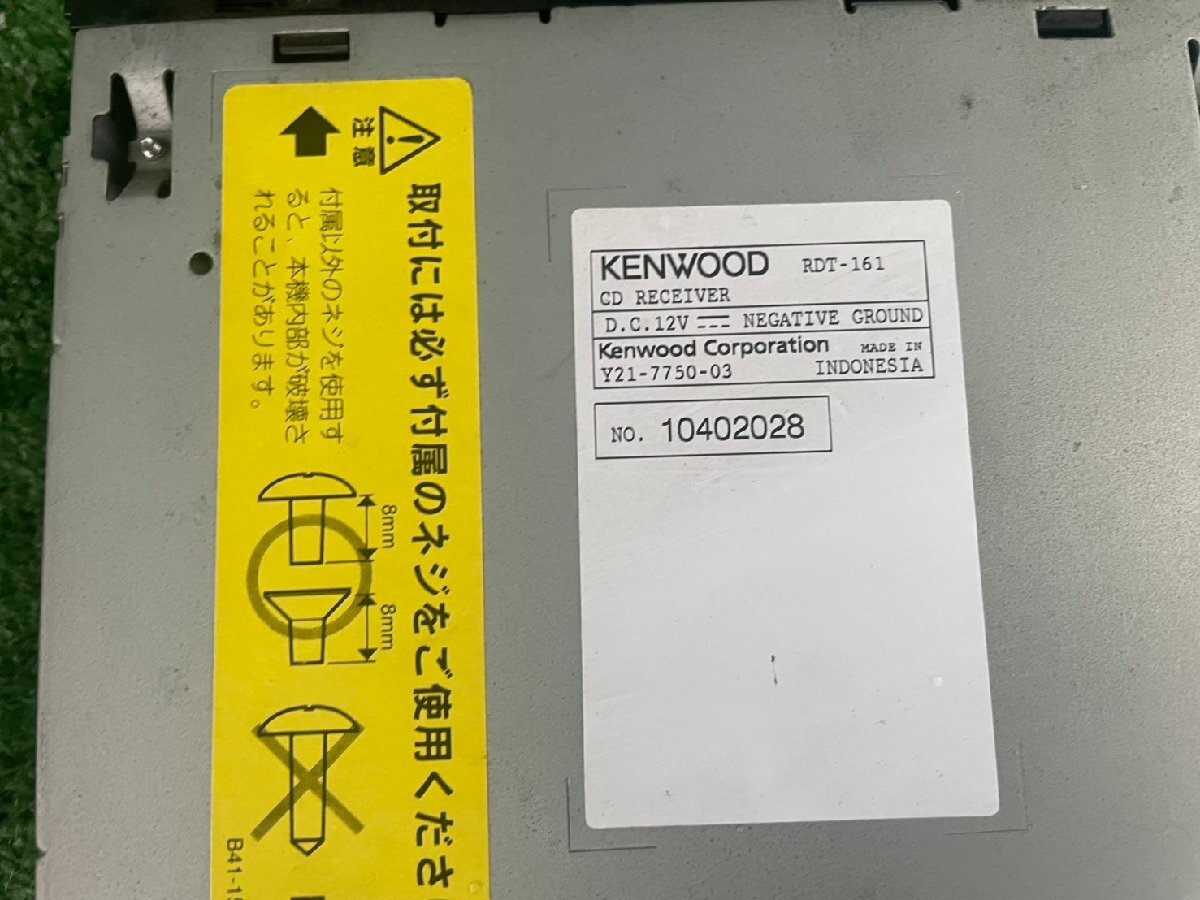 注意
取付には必ず付属のネジをご使用くださ
付属以外のネジを使用す
ると、本機内部が破壊さ
れることがあります。
8mm
8mm
B41-15
KENWOOD RDT-161
CD RECEIVER
D.C.12V NEGATIVE GROUND
Kenwood Corporation MADE IN
Y21-7750-03 INDONESIA
NO. 10402028